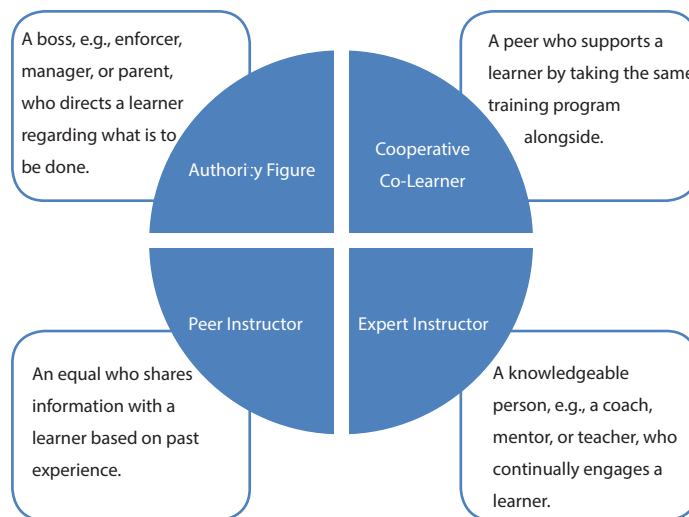 A boss, e.g., enforcer,
manager, or parent,
who directs a learner
regarding what is to
be done.
A peer who supports a
learner by taking the same
training program
alongside.
Authori:y Figure
Cooperative
Co-Learner
Peer Instructor
Expert Instructor
An equal who shares
information with a
learner based on past
experience.
A knowledgeable
person, e.g., a coach,
mentor, or teacher, who
continually engages a
learner.